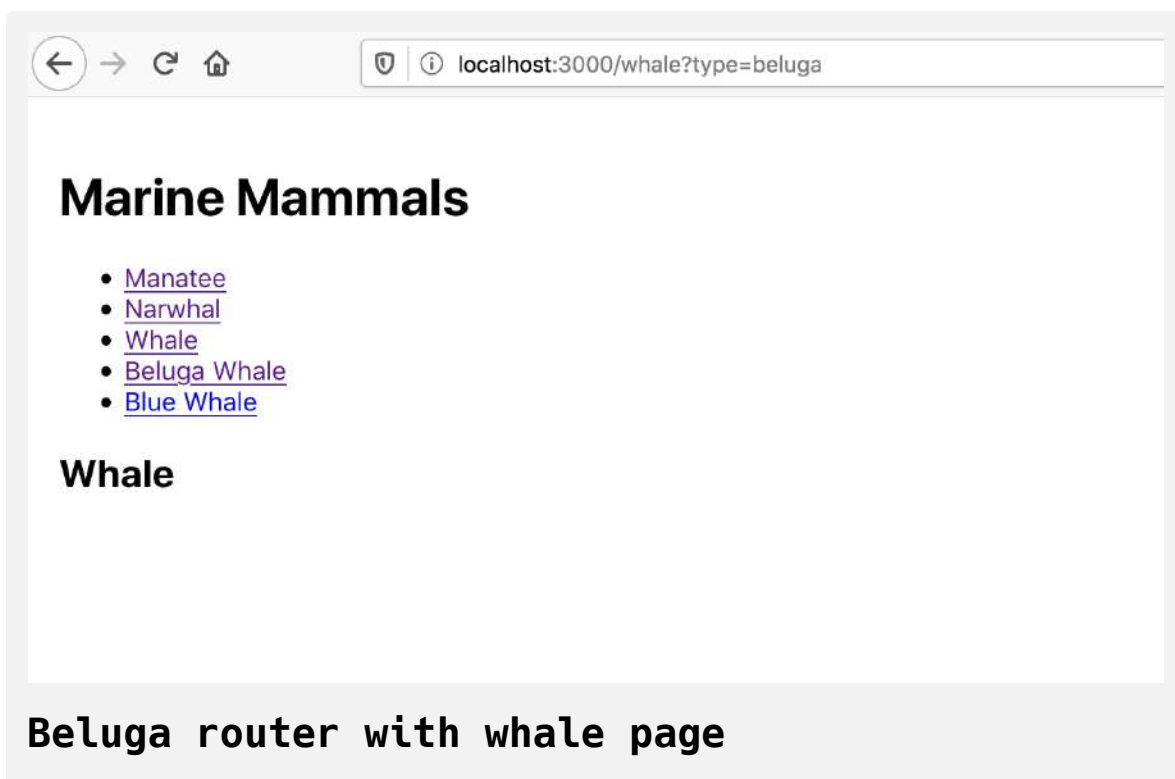 localhost:3000/whale?type=beluga
Marine Mammals
Manatee
Narwhal
Whale
Beluga Whale
Blue Whale
Whale
Beluga router with whale page